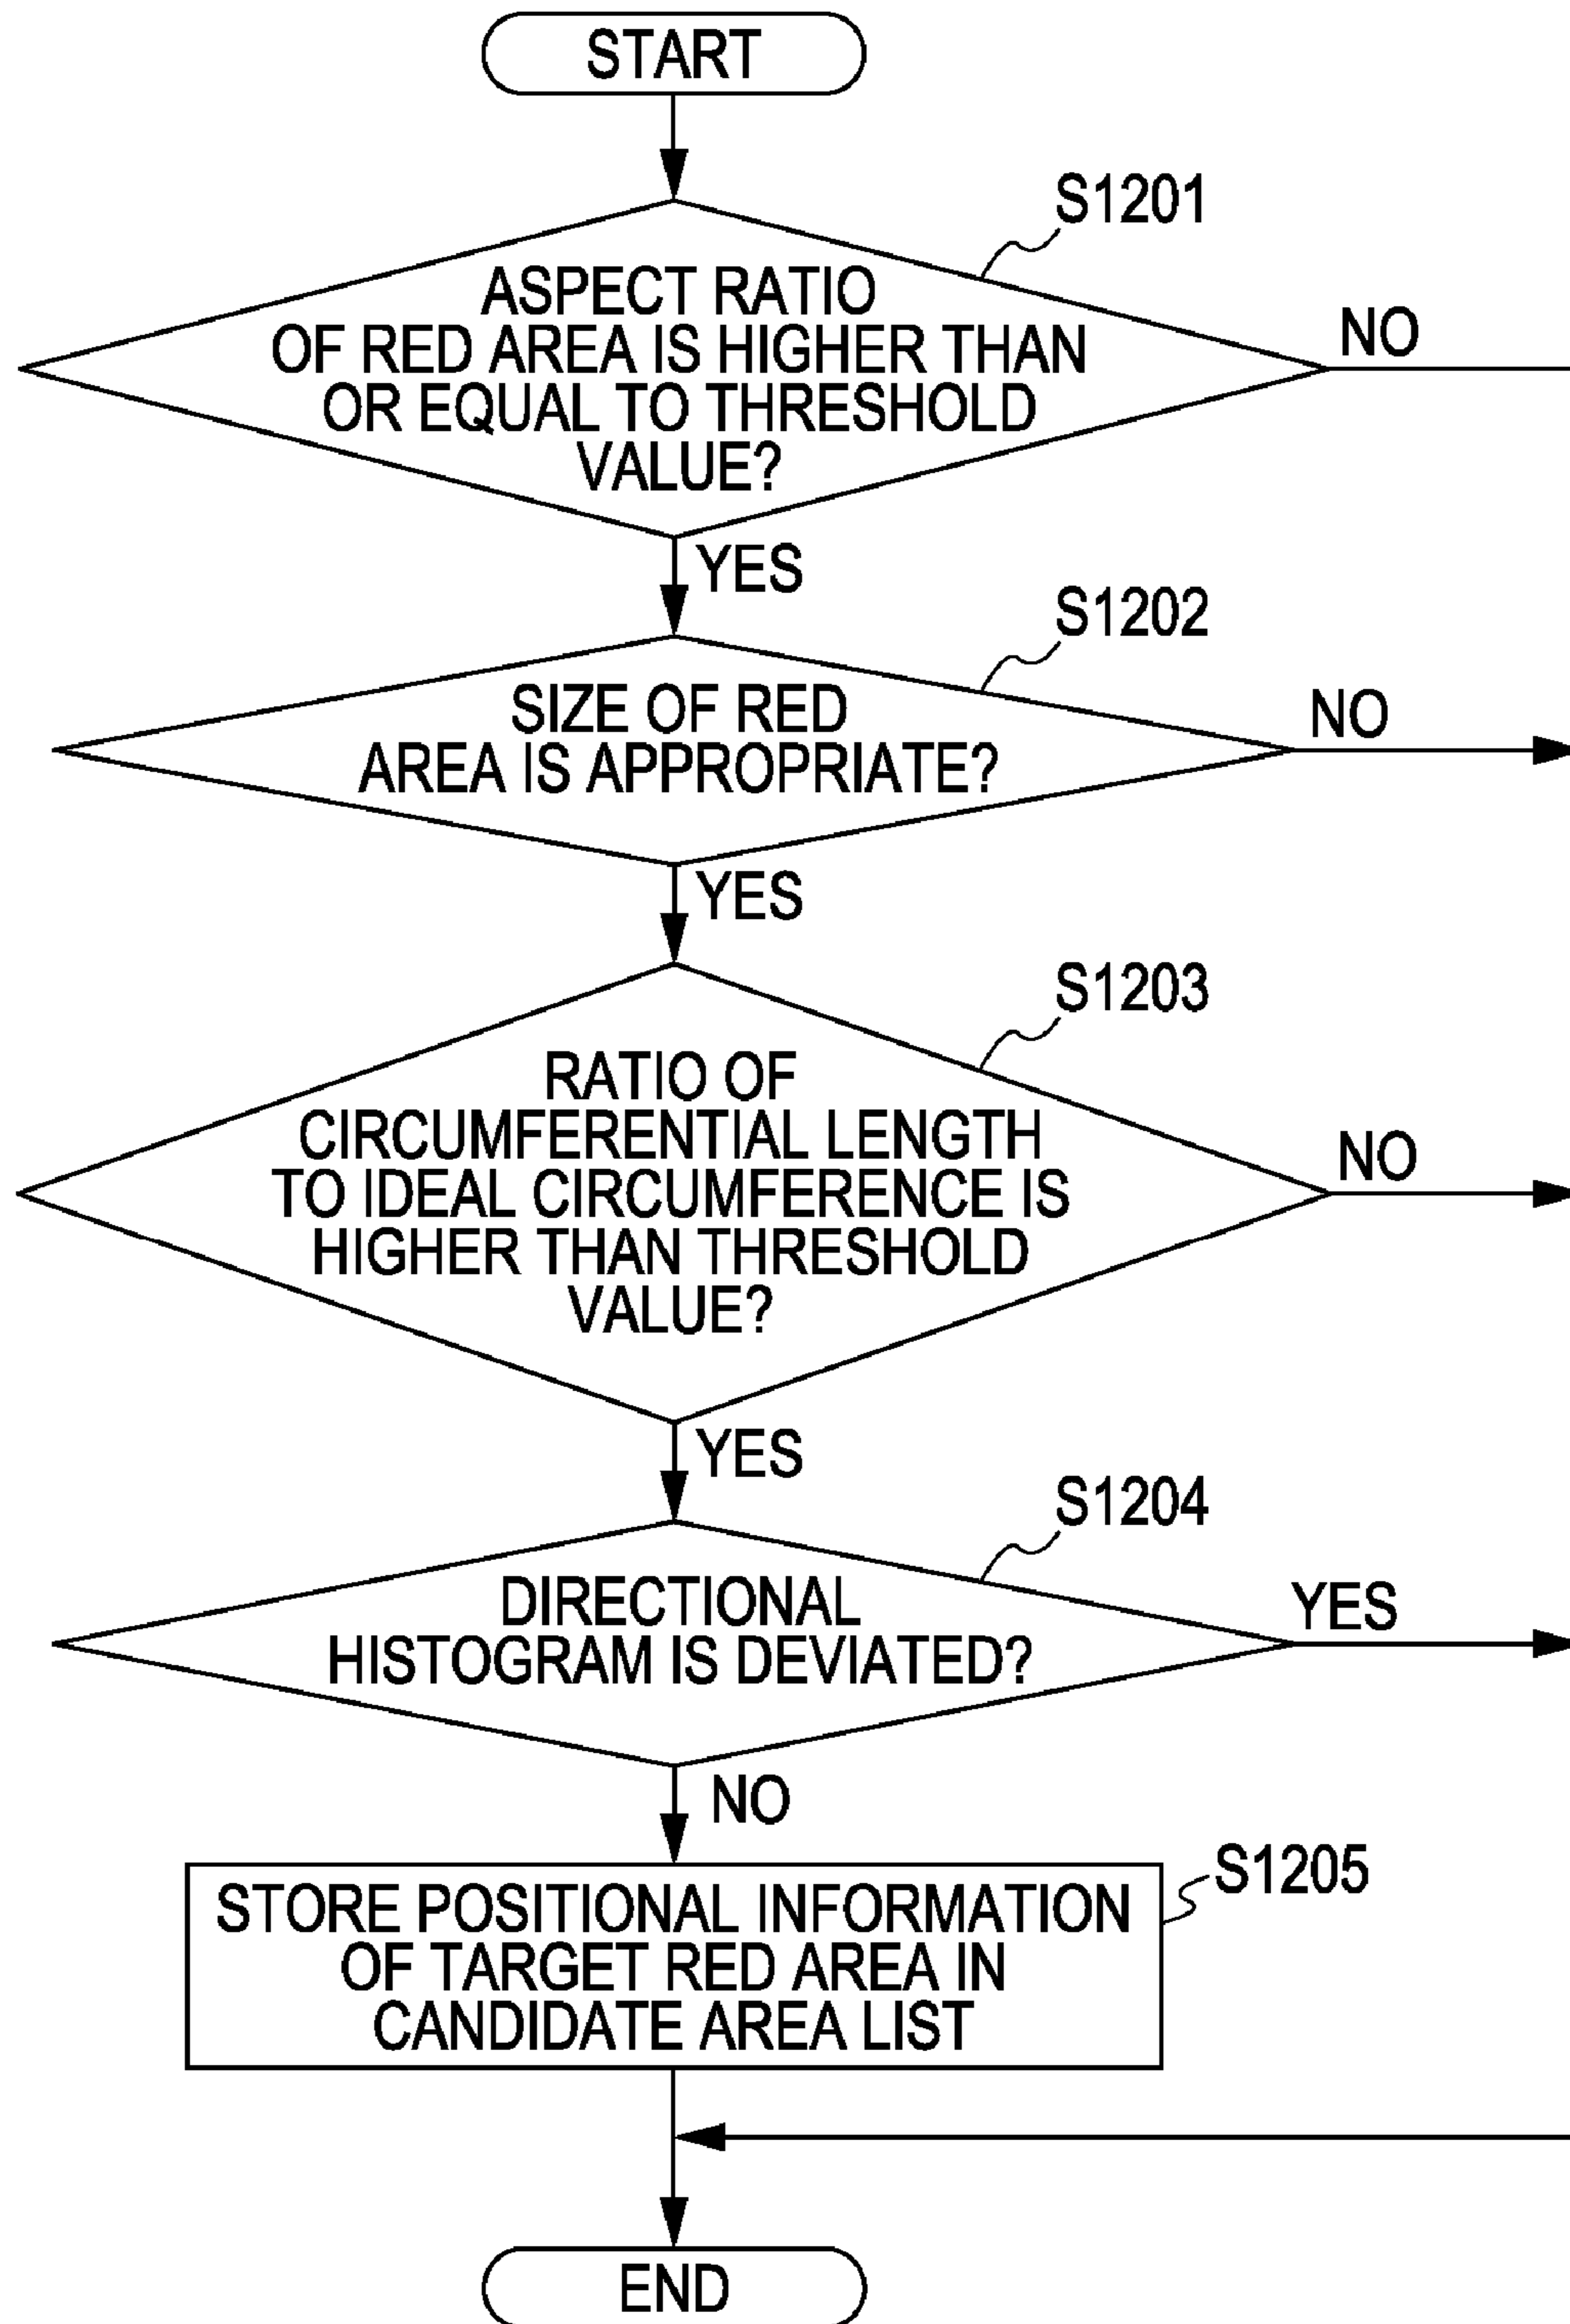 START
S1201
ASPECT RATIO
OF RED AREA IS HIGHER THAN
OR EQUAL TO THRESHOLD
VALUE?
NO
YES
S1202
SIZE OF RED
AREA IS APPROPRIATE?
NO
YES
S1203
RATIO OF
CIRCUMFERENTIAL LENGTH
TO IDEAL CIRCUMFERENCE IS
HIGHER THAN THRESHOLD
VALUE?
NO
YES
S1204
DIRECTIONAL
HISTOGRAM IS DEVIATED?
YES
NO
S1205
STORE POSITIONAL INFORMATION
OF TARGET RED AREA IN
CANDIDATE AREA LIST
END